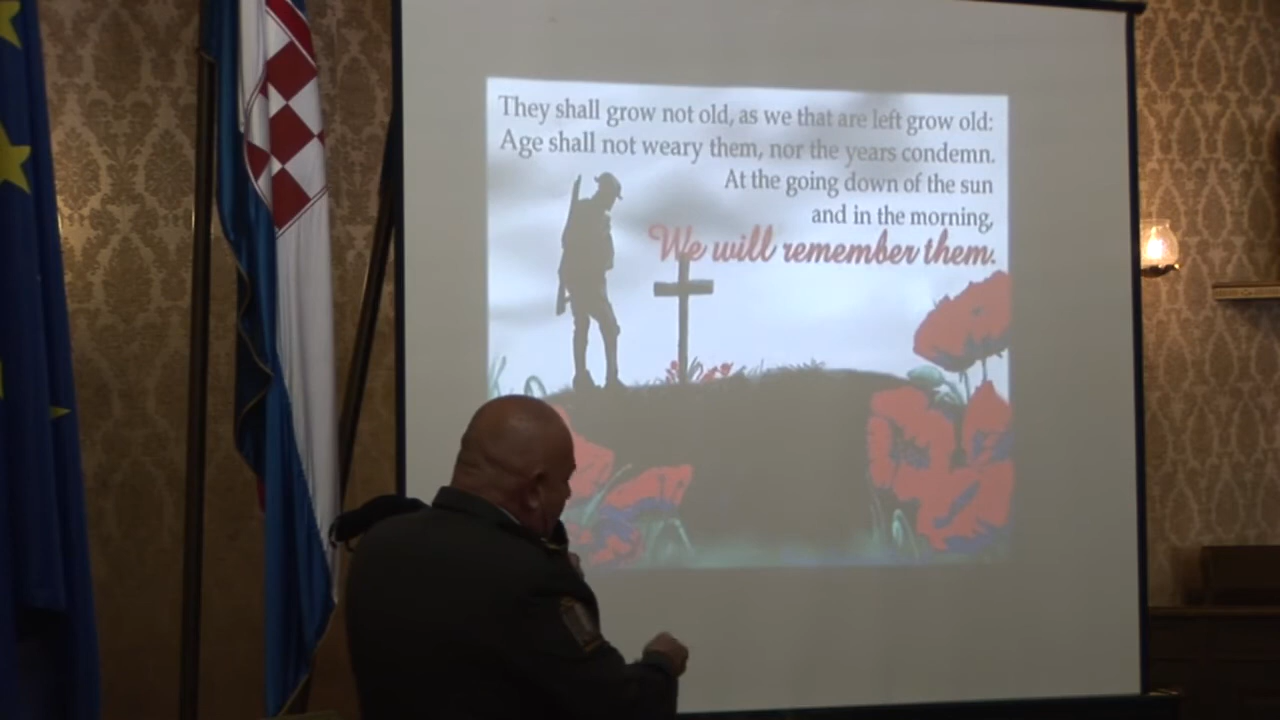 They shall grow not old, as we that are left grow old:
Age shall not weary them, nor the years condemn.
At the going down of the sun
and in the morning,
We will remember them.